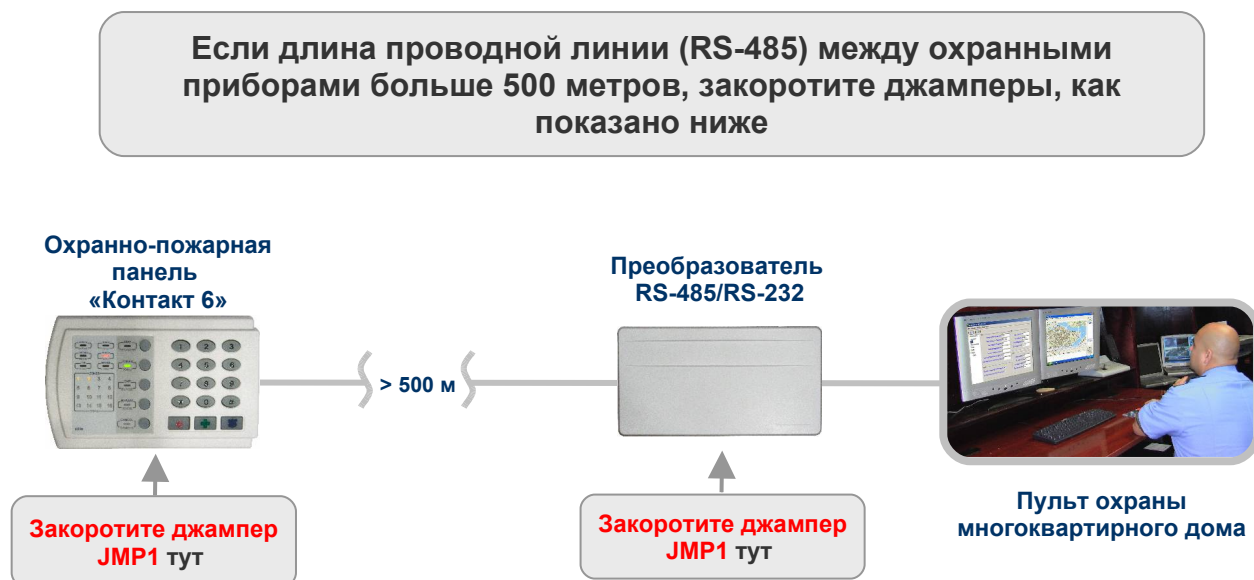 Если длина проводной линии (RS-485) между охранными
приборами больше 500 метров, закоротите джамперы, как
показано ниже
Охранно-пожарная
панель
«Контакт 6»
Преобразователь
RS-485/RS-232
> 500 м
Закоротите джампер
JMP1 тут
Закоротите джампер
JMP1 тут
Пульт охраны
многоквартирного дома